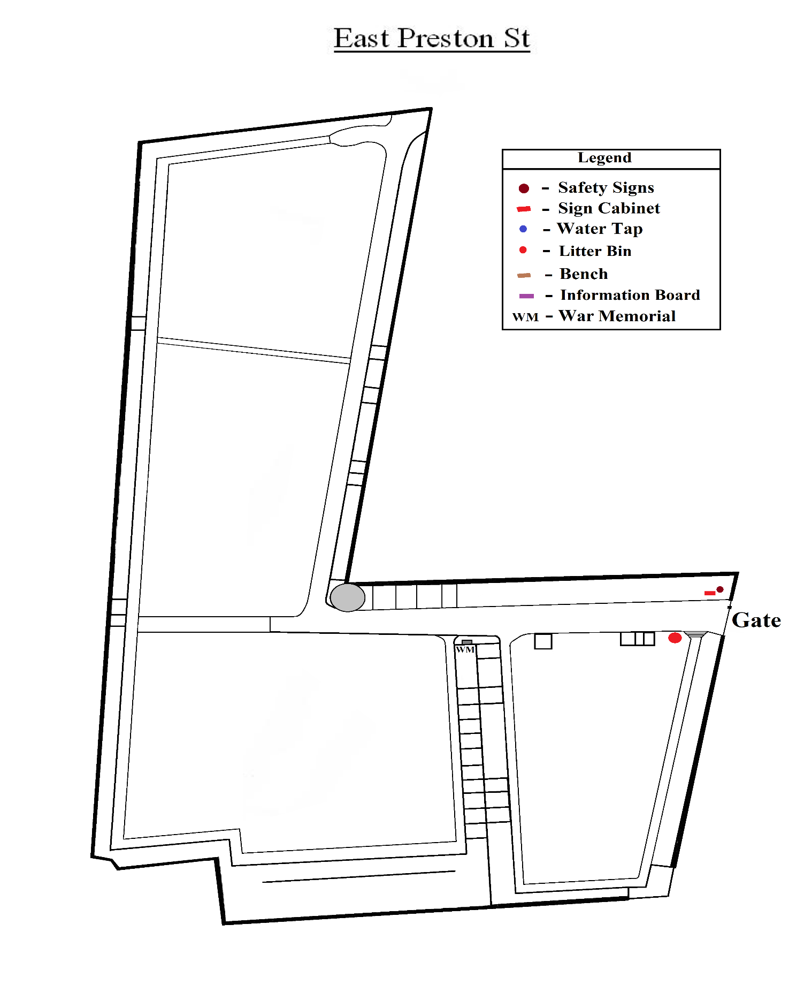 East Preston St
Legend
- Safety Signs
- Sign Cabinet
- Water Tap
- Litter Bin
- Bench
- Information Board
WM - War Memorial
Gate
WM